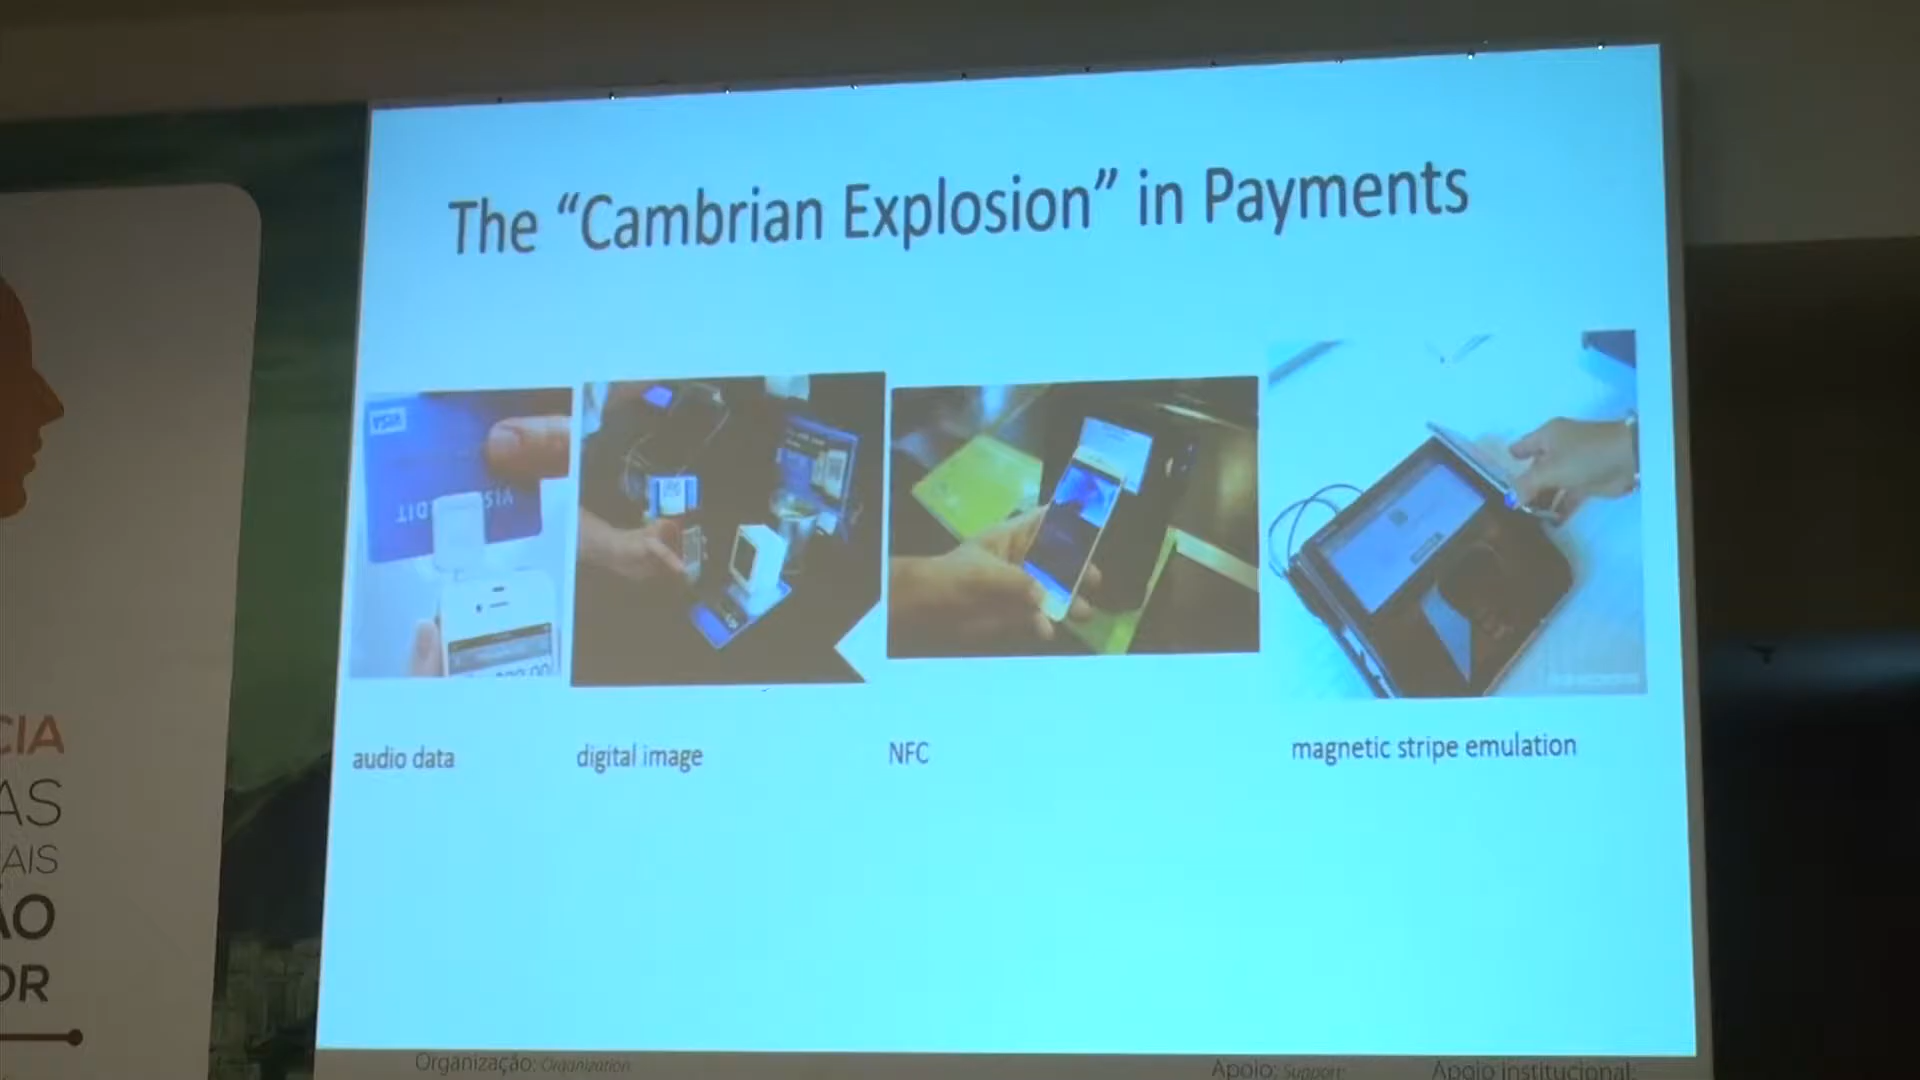 The “Cambrian Explosion” in Payments
VISA
audio data
digital image
NFC
magnetic stripe emulation
CIA
AS
AIS
ÃO
OR
Organização: Organization:
Apoio: Support:
Apoio institucional: